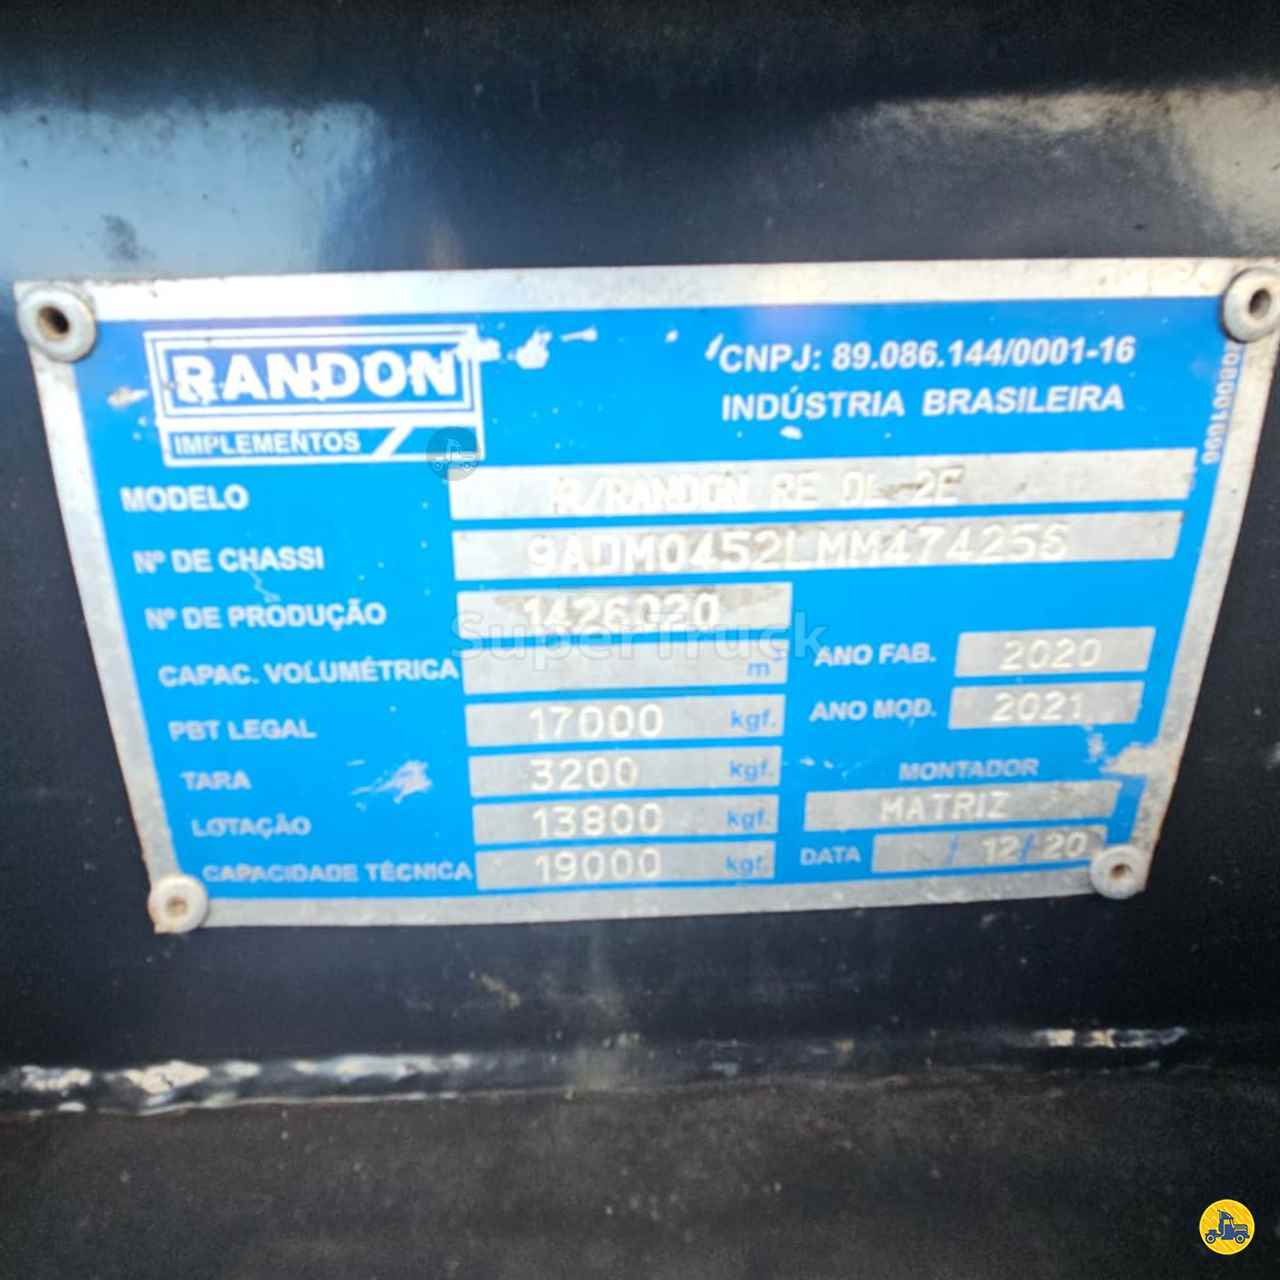 RANDON
IMPLEMENTOS
CNPJ: 89.086.144/0001-16
INDÚSTRIA BRASILEIRA
MODELO R/RANDON RE DL 2E
Nº DE CHASSI 9ADM0452LMM474256
Nº DE PRODUÇÃO 1426020
CAPAC. VOLUMÉTRICA m³
ANO FAB. 2020
PBT LEGAL 17000 kgf.
ANO MOD. 2021
TARA 3200 kgf.
MONTADOR
LOTAÇÃO 13800 kgf.
MATRIZ
CAPACIDADE TÉCNICA 19000 kgf.
DATA / 12 / 20
SuperTruck